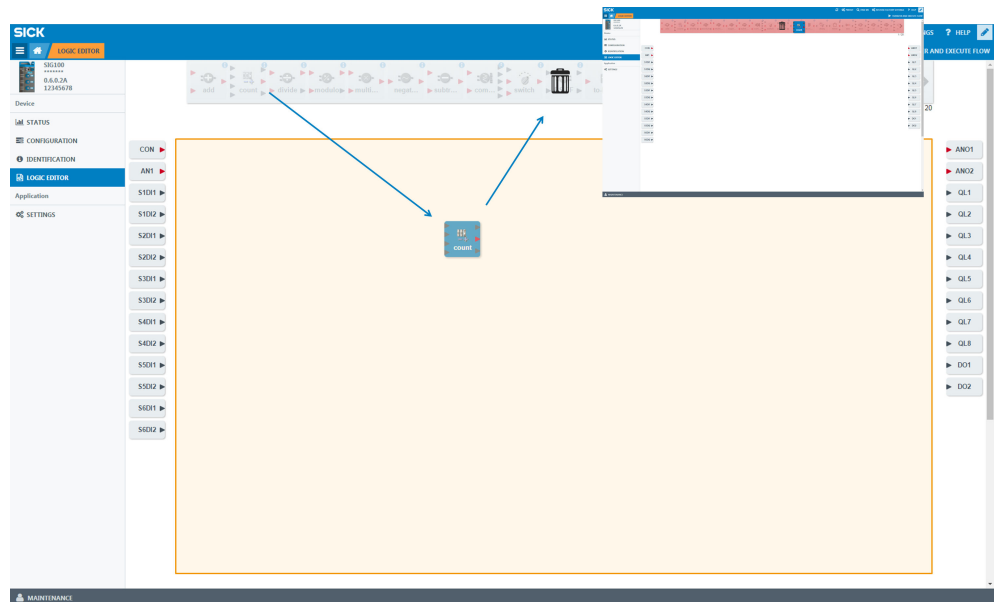 SICK
GS ? HELP
LOGIC EDITOR
R AND EXECUTE FLOW
SIG100
*******
0.6.0.2A
12345678
Device
STATUS
CONFIGURATION
IDENTIFICATION
LOGIC EDITOR
Application
SETTINGS
add count divide modulo multi... negat... subtr... com... switch
20
CON
AN1
S1DI1
S1DI2
S2DI1
S2DI2
S3DI1
S3DI2
S4DI1
S4DI2
S5DI1
S5DI2
S6DI1
S6DI2
count
ANO1
ANO2
QL1
QL2
QL3
QL4
QL5
QL6
QL7
QL8
DO1
DO2
MAINTENANCE
SICK